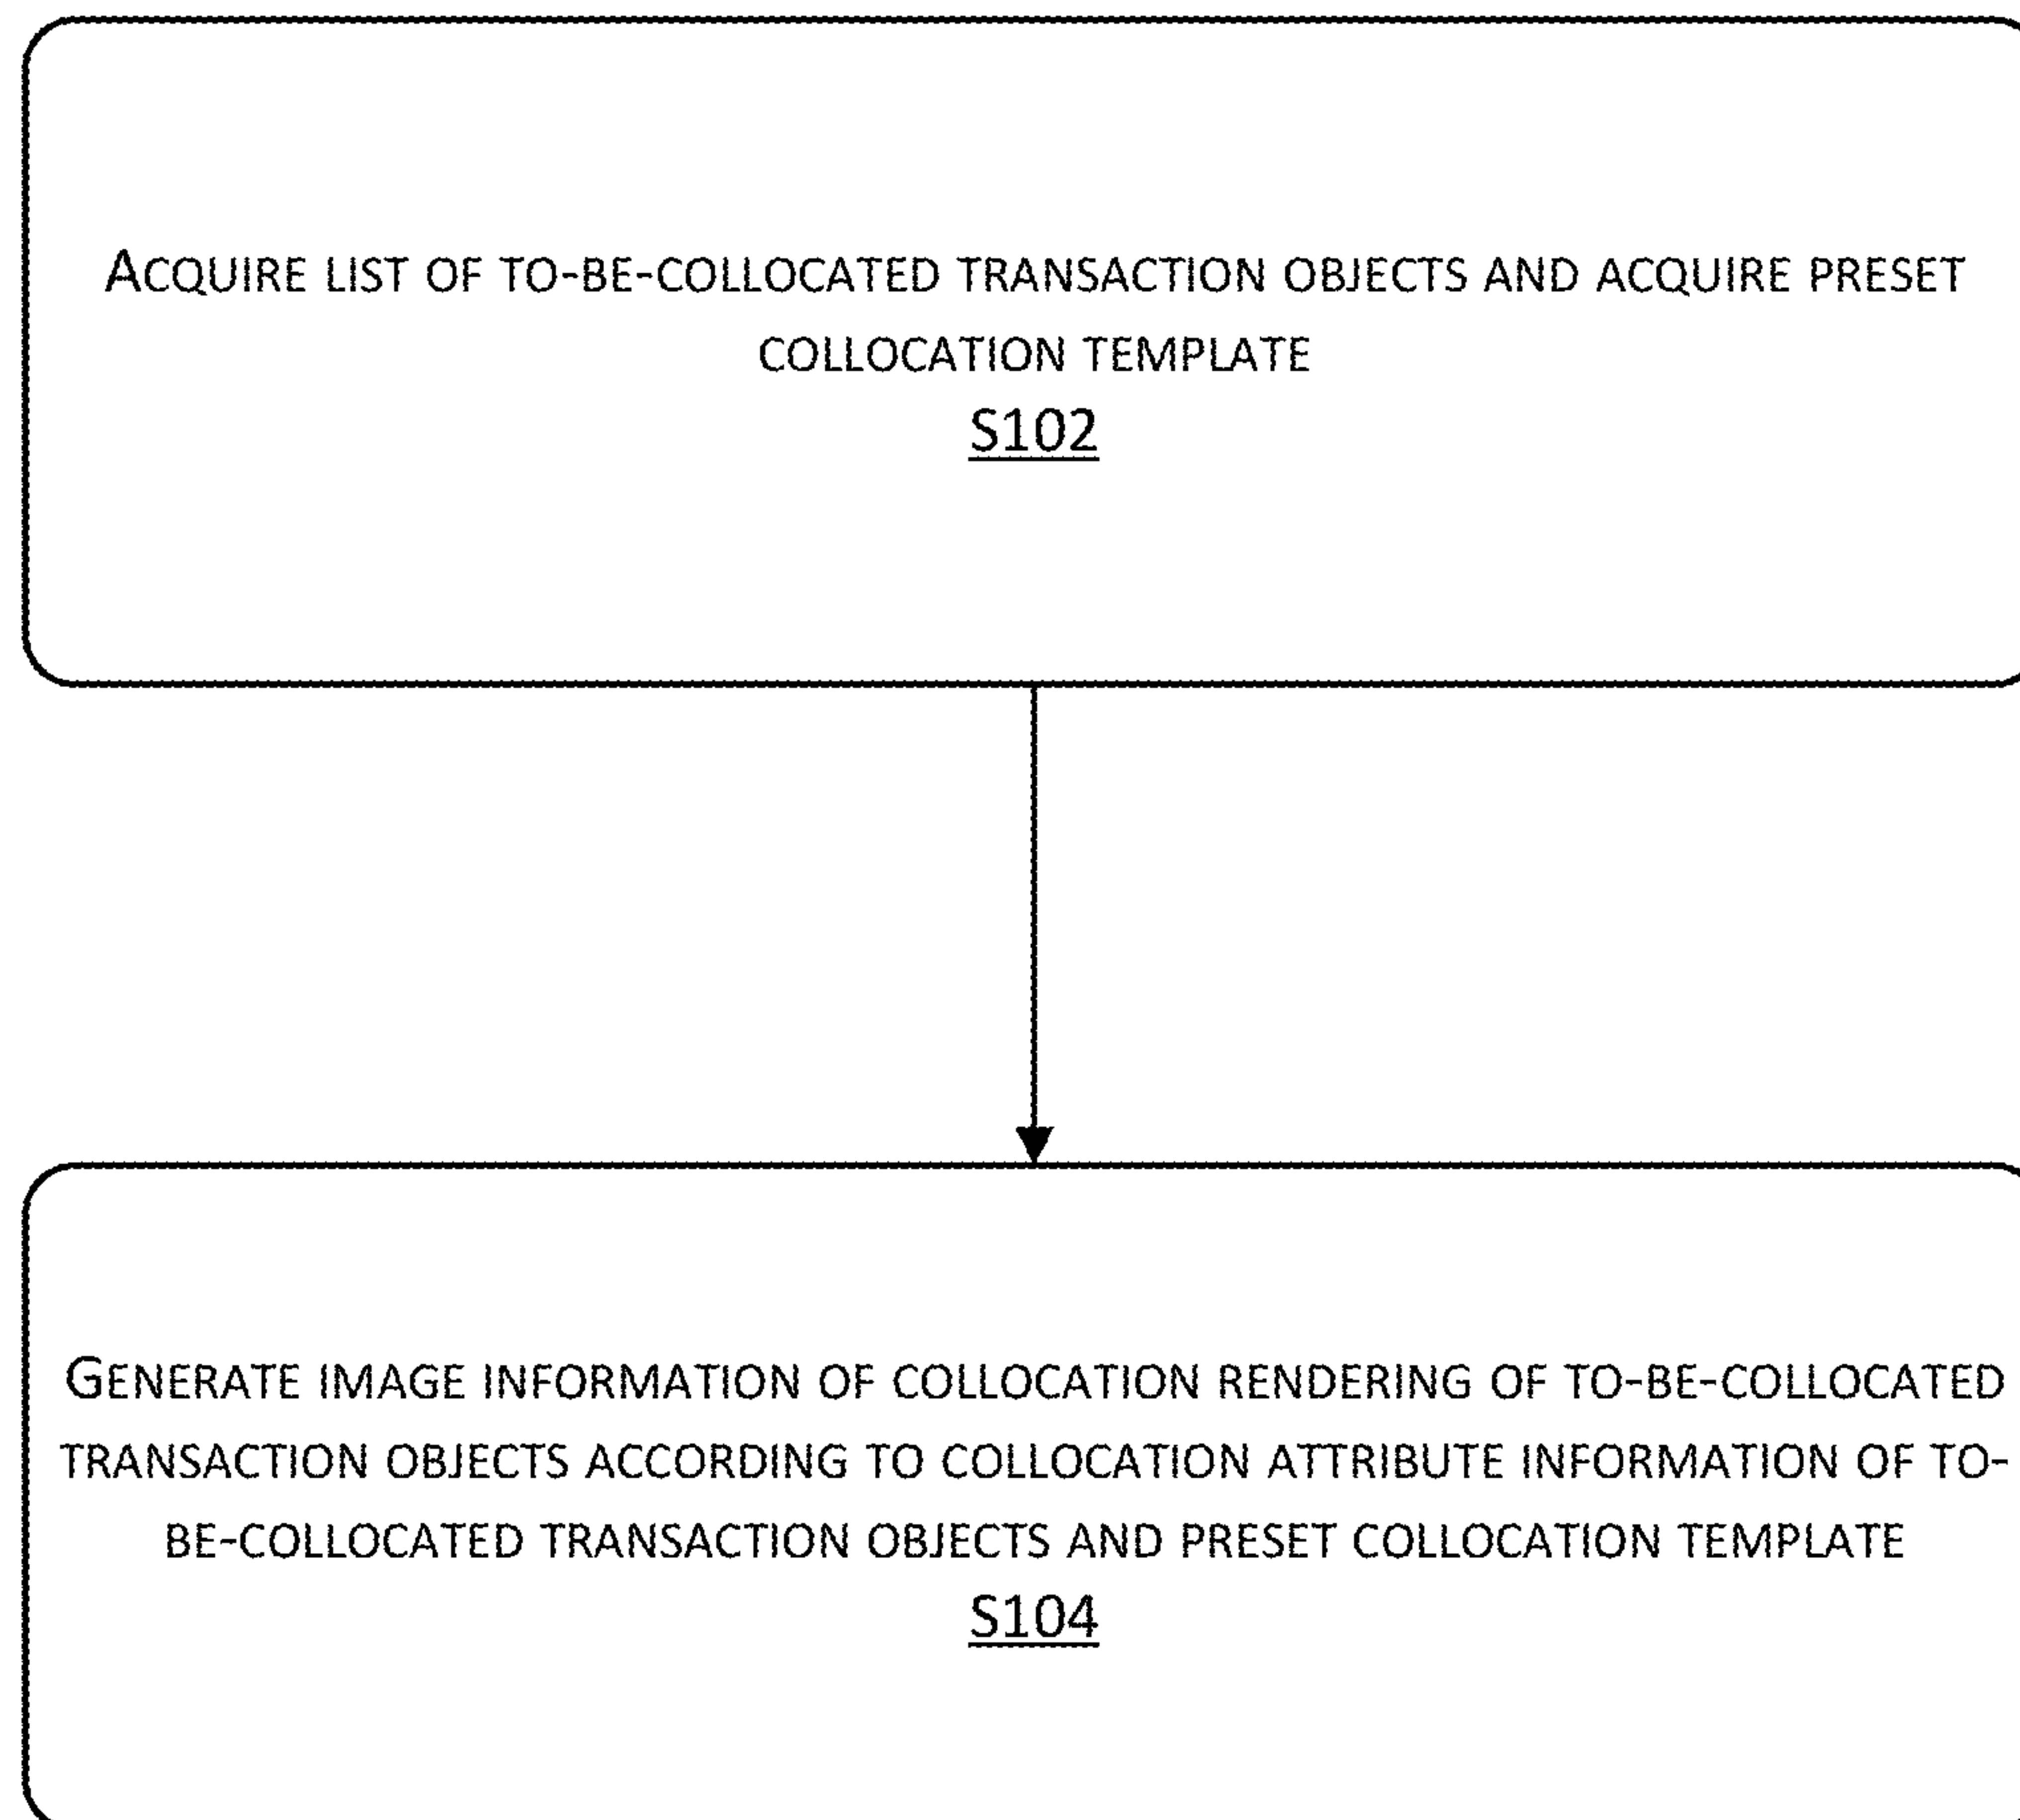 ACQUIRE LIST OF TO-BE-COLLOCATED TRANSACTION OBJECTS AND ACQUIRE PRESET
COLLOCATION TEMPLATE
S102
GENERATE IMAGE INFORMATION OF COLLOCATION RENDERING OF TO-BE-COLLOCATED
TRANSACTION OBJECTS ACCORDING TO COLLOCATION ATTRIBUTE INFORMATION OF TO-
BE-COLLOCATED TRANSACTION OBJECTS AND PRESET COLLOCATION TEMPLATE
S104